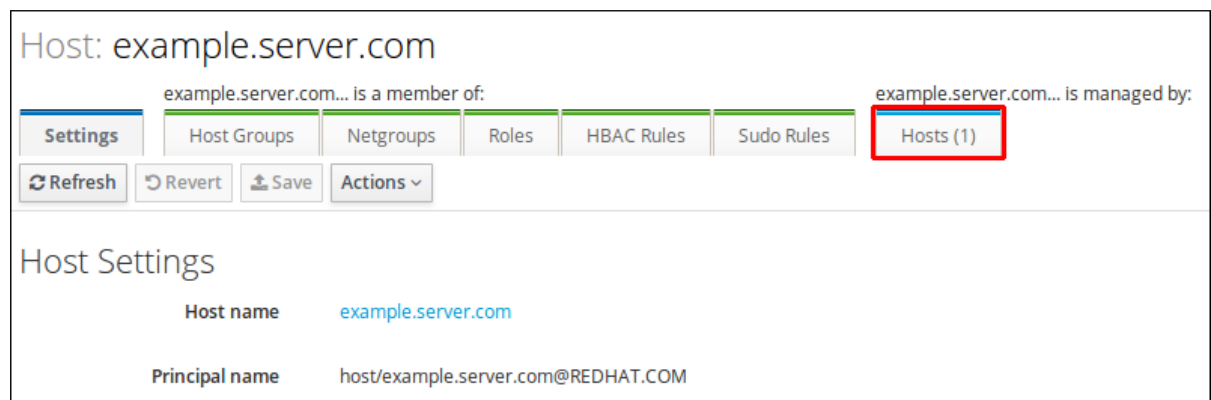 Host: example.server.com
example.server.com... is a member of: example.server.com... is managed by:
Settings Host Groups Netgroups Roles HBAC Rules Sudo Rules Hosts (1)
Refresh Revert Save Actions
Host Settings
Host name example.server.com
Principal name host/example.server.com@REDHAT.COM